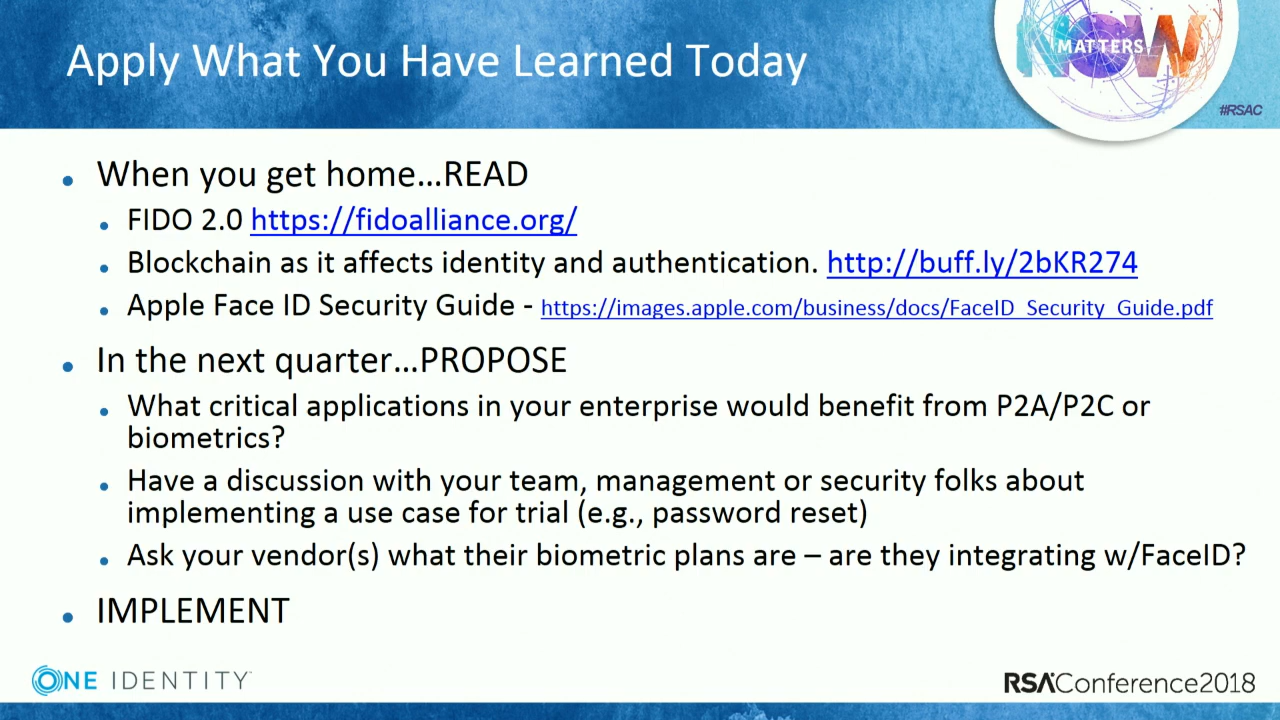 Apply What You Have Learned Today
NOW
MATTERS
#RSAC
• When you get home…READ
• FIDO 2.0 https://fidoalliance.org/
• Blockchain as it affects identity and authentication. http://buff.ly/2bKR274
• Apple Face ID Security Guide - https://images.apple.com/business/docs/FaceID_Security_Guide.pdf
• In the next quarter…PROPOSE
• What critical applications in your enterprise would benefit from P2A/P2C or
biometrics?
• Have a discussion with your team, management or security folks about
implementing a use case for trial (e.g., password reset)
• Ask your vendor(s) what their biometric plans are – are they integrating w/FaceID?
• IMPLEMENT
ONE IDENTITY
RSAConference2018